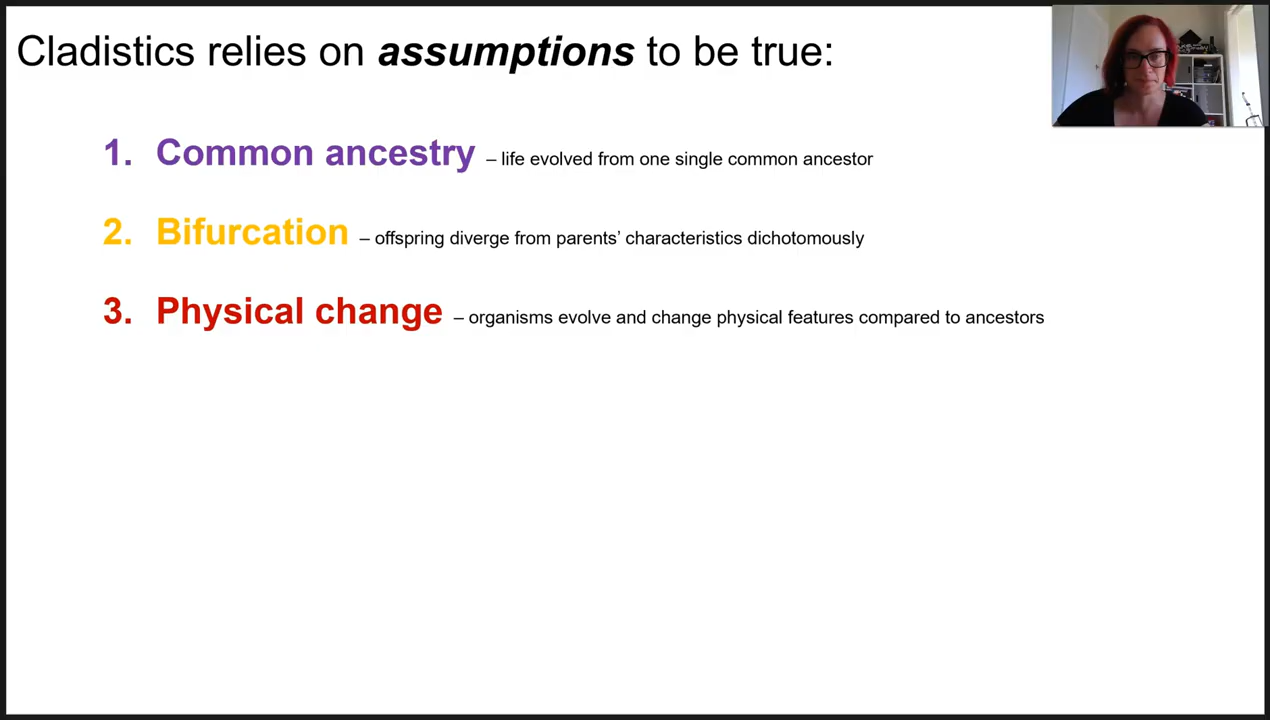 Cladistics relies on assumptions to be true:
1. Common ancestry – life evolved from one single common ancestor
2. Bifurcation – offspring diverge from parents’ characteristics dichotomously
3. Physical change – organisms evolve and change physical features compared to ancestors